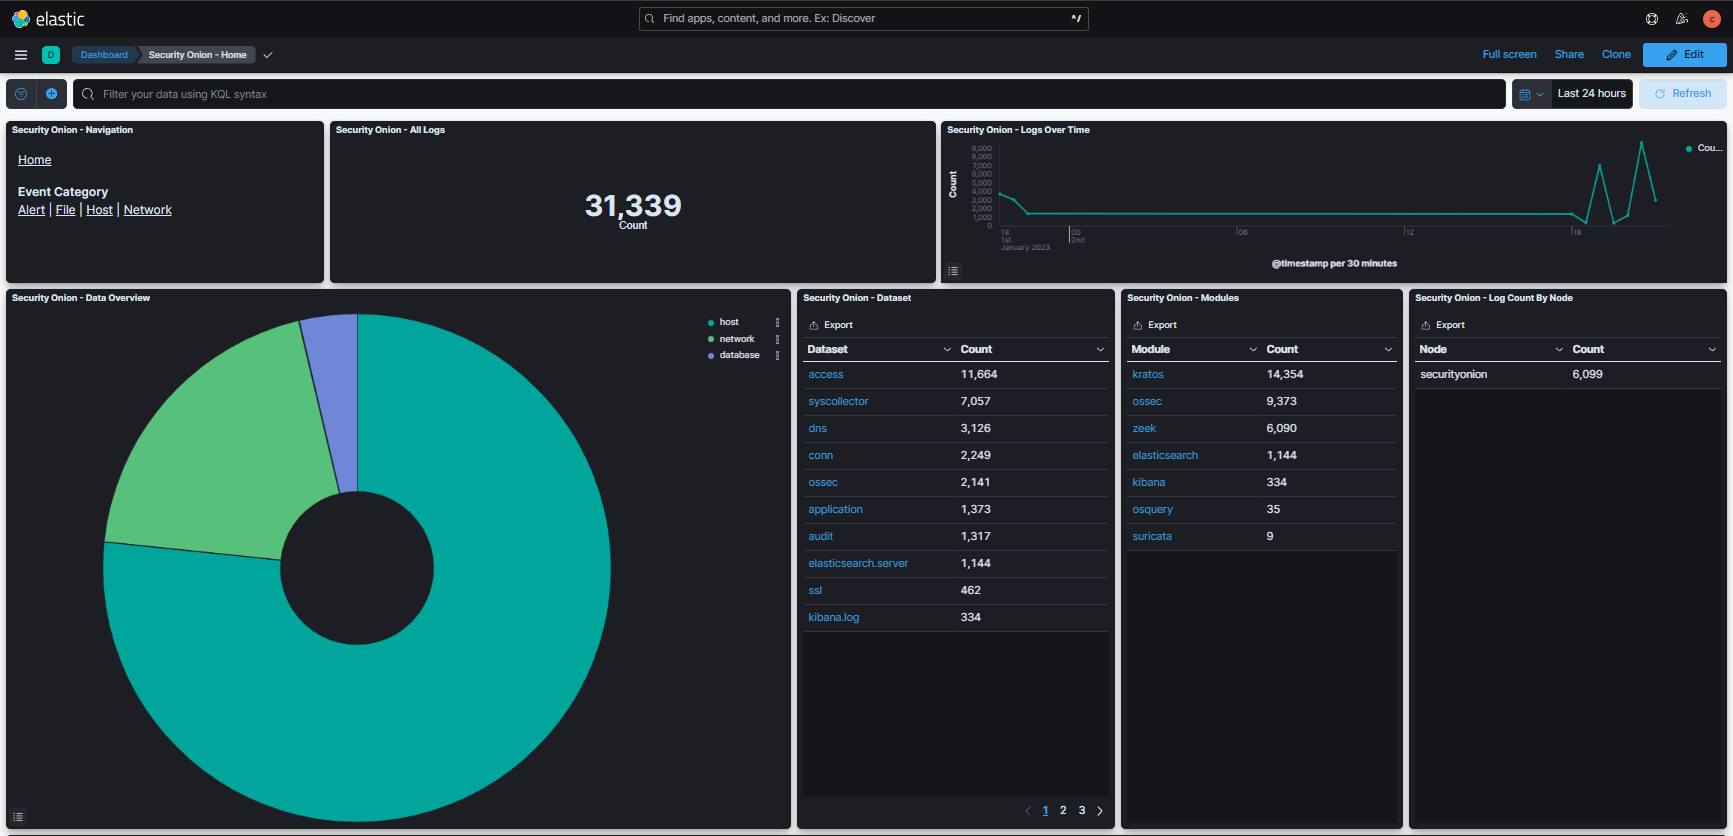 elastic
Find apps, content, and more. Ex: Discover
^/
C
D
Dashboard
Security Onion - Home
Full screen
Share
Clone
Edit
Filter your data using KQL syntax
Last 24 hours
Refresh
Security Onion - Navigation
Home
Event Category
Alert | File | Host | Network
Security Onion - All Logs
31,339
Count
Security Onion - Logs Over Time
Count
9,000
8,000
7,000
6,000
5,000
4,000
3,000
2,000
1,000
0
18
1st
January 2023
00
2nd
06
12
18
@timestamp per 30 minutes
Cou...
Security Onion - Data Overview
host
network
database
Security Onion - Dataset
Export
Dataset Count
access 11,664
syscollector 7,057
dns 3,126
conn 2,249
ossec 2,141
application 1,373
audit 1,317
elasticsearch.server 1,144
ssl 462
kibana.log 334
1 2 3
Security Onion - Modules
Export
Module Count
kratos 14,354
ossec 9,373
zeek 6,090
elasticsearch 1,144
kibana 334
osquery 35
suricata 9
Security Onion - Log Count By Node
Export
Node Count
securityonion 6,099